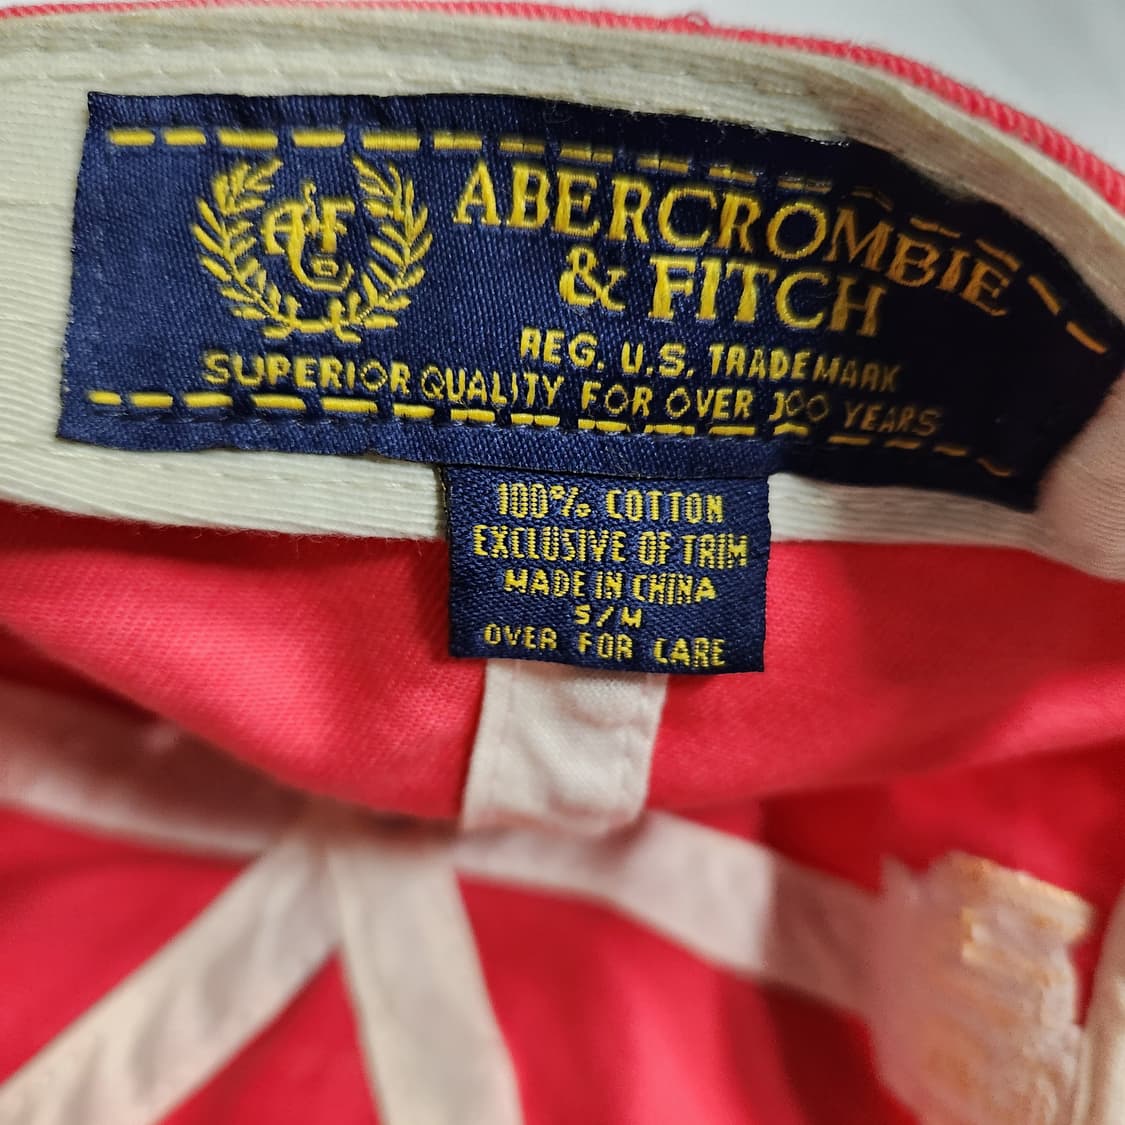 A&F
Co
ABERCROMBIE
& FITCH
REG. U.S. TRADEMARK
SUPERIOR QUALITY FOR OVER 100 YEARS
100% COTTON
EXCLUSIVE OF TRIM
MADE IN CHINA
S/M
OVER FOR CARE